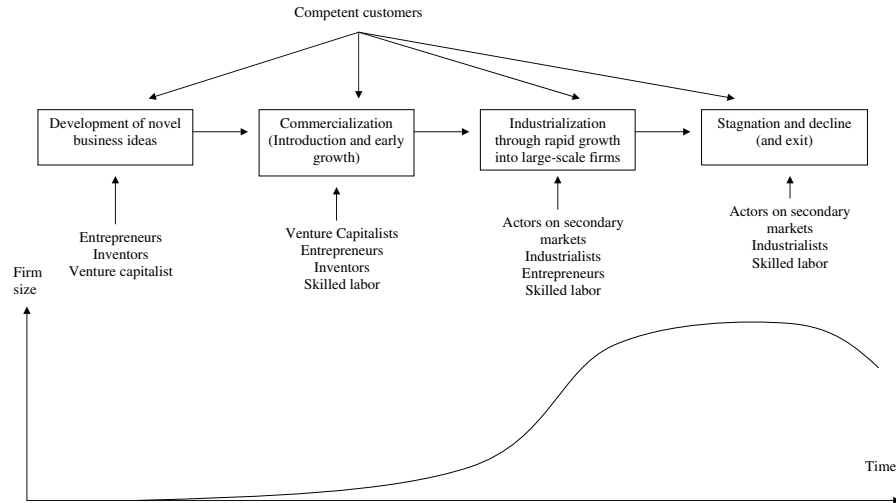 Competent customers
Development of novel
business ideas
Commercialization
(Introduction and early
growth)
Industrialization
through rapid growth
into large-scale firms
Stagnation and decline
(and exit)
Entrepreneurs
Inventors
Venture capitalist
Venture Capitalists
Entrepreneurs
Inventors
Skilled labor
Actors on secondary
markets
Industrialists
Entrepreneurs
Skilled labor
Actors on secondary
markets
Industrialists
Skilled labor
Firm
size
Time